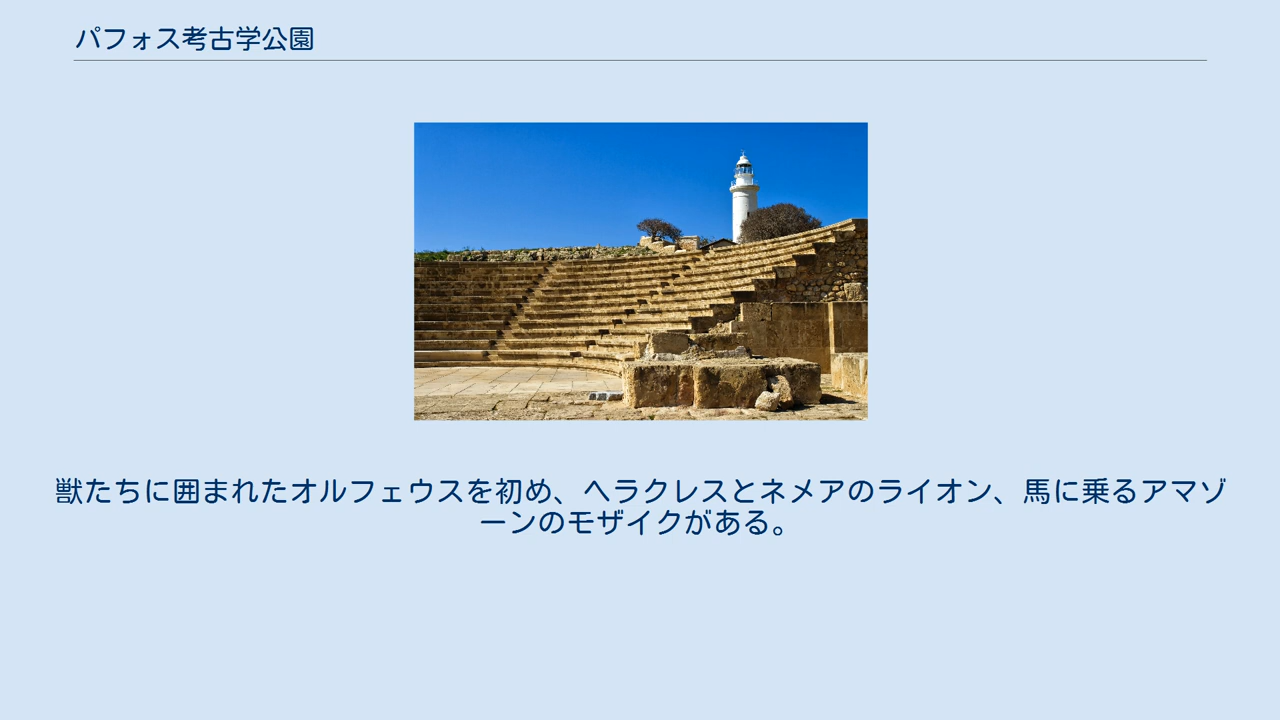 パフォス考古学公園
獣たちに囲まれたオルフェウスを初め、ヘラクレスとネメアのライオン、馬に乗るアマゾ
ーンのモザイクがある。